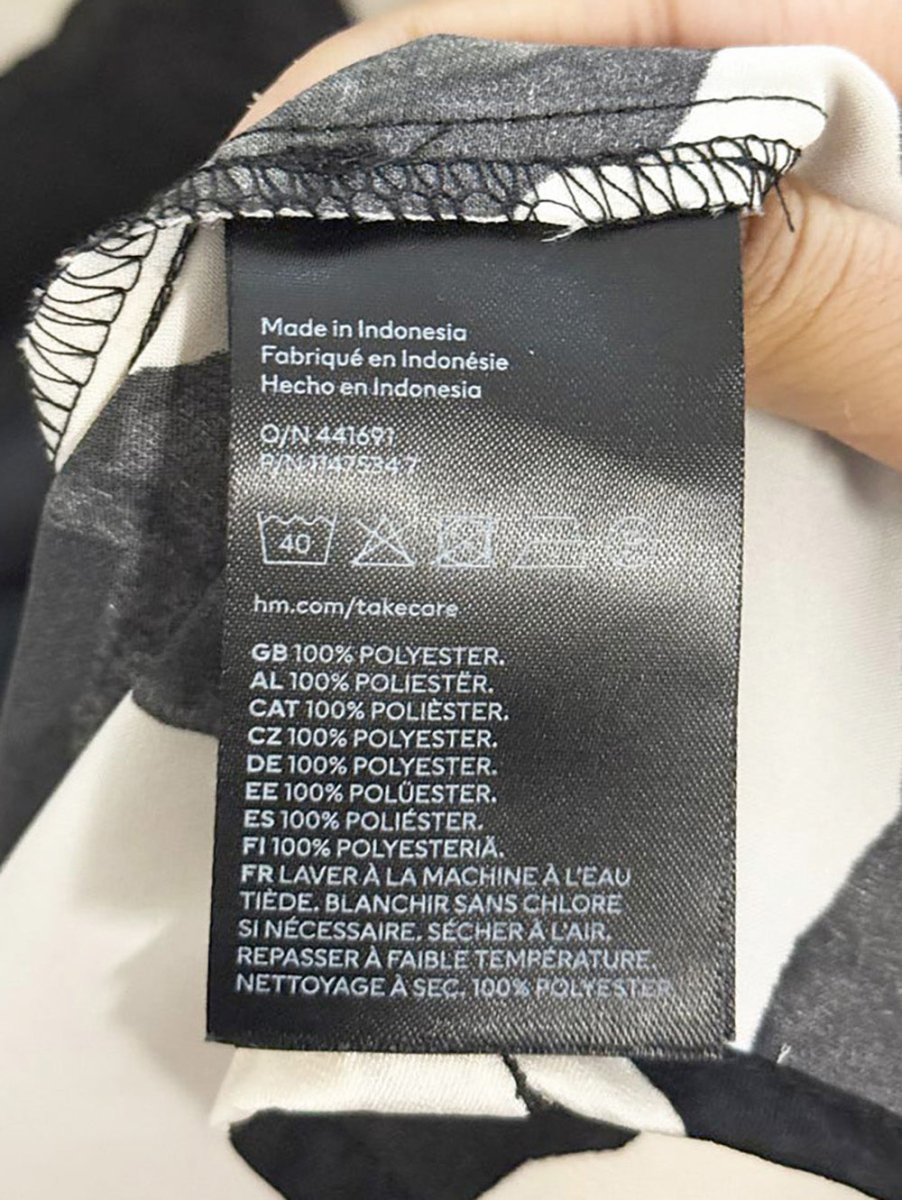 Made in Indonesia
Fabriqué en Indonésie
Hecho en Indonesia
O/N 441691
P/N 1147534 7
40
hm.com/takecare
GB 100% POLYESTER.
AL 100% POLIESTËR.
CAT 100% POLIÈSTER.
CZ 100% POLYESTER.
DE 100% POLYESTER.
EE 100% POLÜESTER.
ES 100% POLIÉSTER.
FI 100% POLYESTERIÄ.
FR LAVER À LA MACHINE À L'EAU
TIÈDE. BLANCHIR SANS CHLORE
SI NÉCESSAIRE. SÉCHER À L'AIR.
REPASSER À FAIBLE TEMPÉRATURE.
NETTOYAGE À SEC. 100% POLYESTER